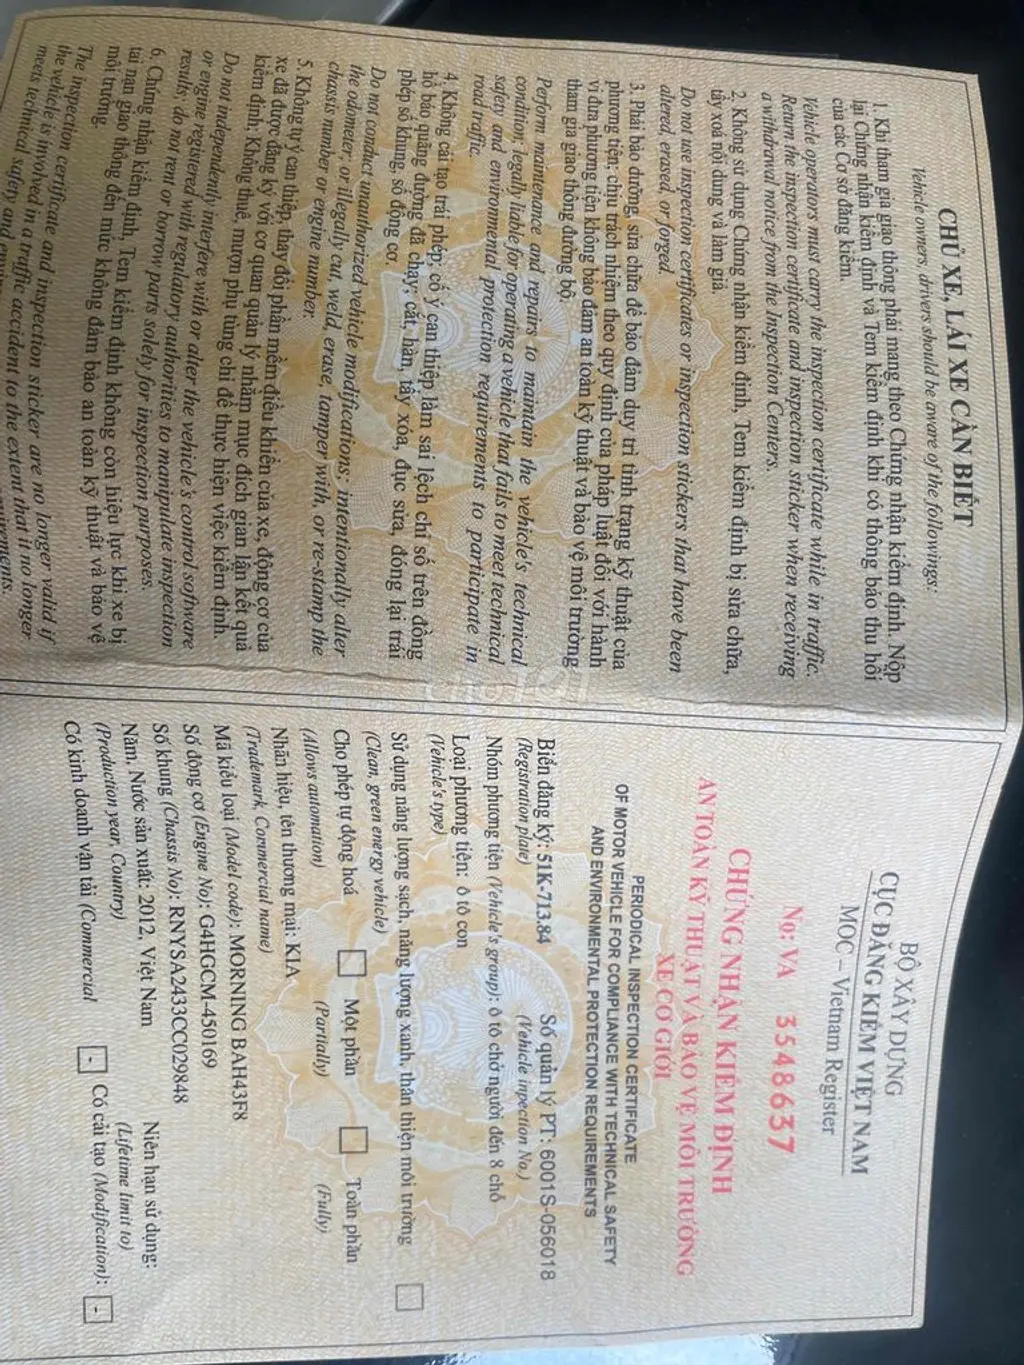 CHỦ XE, LÁI XE CẦN BIẾT
Vehicle owners, drivers should be aware of the followings:
1. Khi tham gia giao thông phải mang theo Chứng nhận kiểm định. Nộp
lại Chứng nhận kiểm định và Tem kiểm định khi có thông báo thu hồi
của các Cơ sở đăng kiểm.
Vehicle operators must carry the inspection certificate while in traffic.
Return the inspection certificate and inspection sticker when receiving
a withdrawal notice from the Inspection Centers.
2. Không sử dụng Chứng nhận kiểm định, Tem kiểm định bị sửa chữa,
tẩy xoá nội dung và làm giả.
Do not use inspection certificates or inspection stickers that have been
altered, erased, or forged.
3. Phải bảo dưỡng, sửa chữa để bảo đảm duy trì tình trạng kỹ thuật của
phương tiện; chịu trách nhiệm theo quy định của pháp luật đối với hành
vi đưa phương tiện không bảo đảm an toàn kỹ thuật và bảo vệ môi trường
tham gia giao thông đường bộ.
Perform maintenance and repairs to maintain the vehicle's technical
condition; legally liable for operating a vehicle that fails to meet technical
safety and environmental protection requirements to participate in
road traffic.
4. Không cải tạo trái phép; cố ý can thiệp làm sai lệch chỉ số trên đồng
hồ báo quãng đường đã chạy; cắt, hàn, tẩy xóa, đục sửa, đóng lại trái
phép số khung, số động cơ.
Do not conduct unauthorized vehicle modifications; intentionally alter
the odometer; or illegally cut, weld, erase, tamper with, or re-stamp the
chassis number or engine number.
5. Không tự ý can thiệp, thay đổi phần mềm điều khiển của xe, động cơ của
xe đã được đăng ký với cơ quan quản lý nhằm mục đích gian lận kết quả
kiểm định; Không thuê, mượn phụ tùng chỉ để thực hiện việc kiểm định.
Do not independently interfere with or alter the vehicle's control software
or engine registered with regulatory authorities to manipulate inspection
results; do not rent or borrow parts solely for inspection purposes.
6. Chứng nhận kiểm định, Tem kiểm định không còn hiệu lực khi xe bị
tai nạn giao thông đến mức không đảm bảo an toàn kỹ thuật và bảo vệ
môi trường.
The inspection certificate and inspection sticker are no longer valid if
the vehicle is involved in a traffic accident to the extent that it no longer
meets technical safety and
chợTỐT
BỘ XÂY DỰNG
CỤC ĐĂNG KIỂM VIỆT NAM
MOC – Vietnam Register
No: VA 3548637
CHỨNG NHẬN KIỂM ĐỊNH
AN TOÀN KỸ THUẬT VÀ BẢO VỆ MÔI TRƯỜNG
XE CƠ GIỚI
PERIODICAL INSPECTION CERTIFICATE
OF MOTOR VEHICLE FOR COMPLIANCE WITH TECHNICAL SAFETY
AND ENVIRONMENTAL PROTECTION REQUIREMENTS
Biển đăng ký: 51K-713.84 Số quản lý PT: 6001S-056018
(Registration plate) (Vehicle inpection No.)
Nhóm phương tiện (Vehicle's group): ô tô chở người đến 8 chỗ
Loại phương tiện: ô tô con
(Vehicle's type)
Sử dụng năng lượng sạch, năng lượng xanh, thân thiện môi trường
(Clean, green energy vehicle)
Cho phép tự động hoá Một phần Toàn phần
(Allows automation) (Partially) (Fully)
Nhãn hiệu, tên thương mại: KIA
(Trademark, Commercial name)
Mã kiểu loại (Model code): MORNING BAH43F8
Số động cơ (Engine No): G4HGCM-450169
Số khung (Chassis No): RNYSA2433CC029848
Năm, Nước sản xuất: 2012, Việt Nam Niên hạn sử dụng:
(Production year, Country) (Lifetime limit to)
Có kinh doanh vận tải (Commercial - Có cải tạo (Modification): -